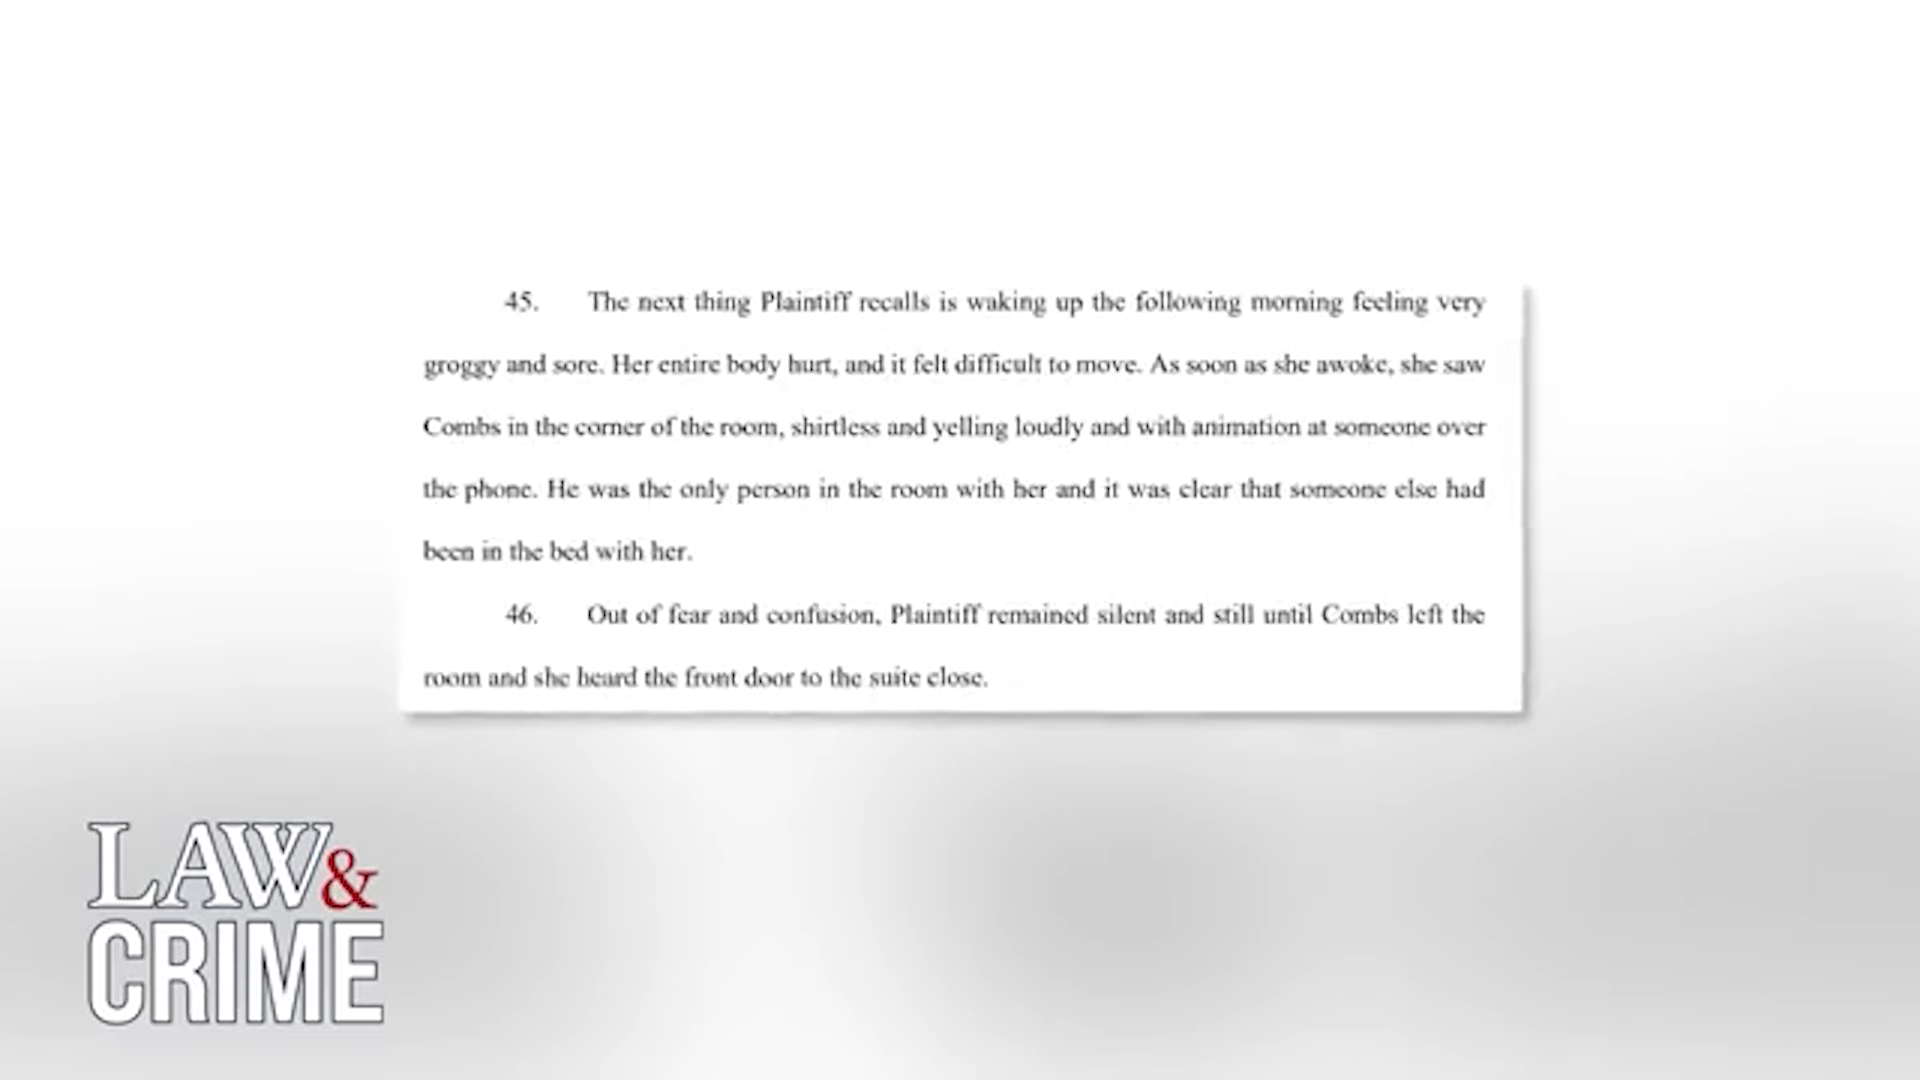 45. The next thing Plaintiff recalls is waking up the following morning feeling very
groggy and sore. Her entire body hurt, and it felt difficult to move. As soon as she awoke, she saw
Combs in the corner of the room, shirtless and yelling loudly and with animation at someone over
the phone. He was the only person in the room with her and it was clear that someone else had
been in the bed with her.
46. Out of fear and confusion, Plaintiff remained silent and still until Combs left the
room and she heard the front door to the suite close.
LAW&
CRIME